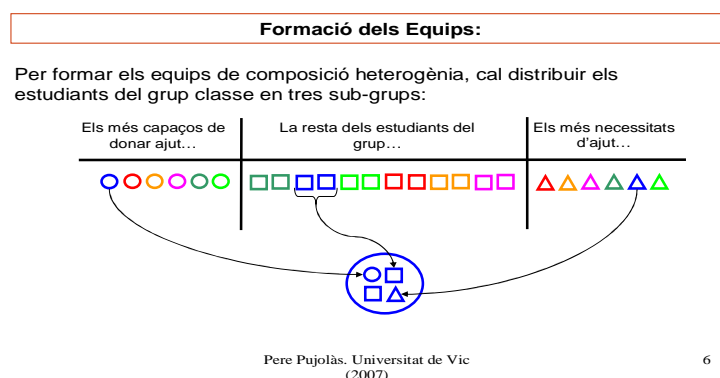 Formació dels Equips:
Per formar els equips de composició heterogènia, cal distribuir els
estudiants del grup classe en tres sub-grups:
Els més capaços de
donar ajut…
La resta dels estudiants del
grup…
Els més necessitats
d'ajut…
Pere Pujolàs. Universitat de Vic
(2007)
6